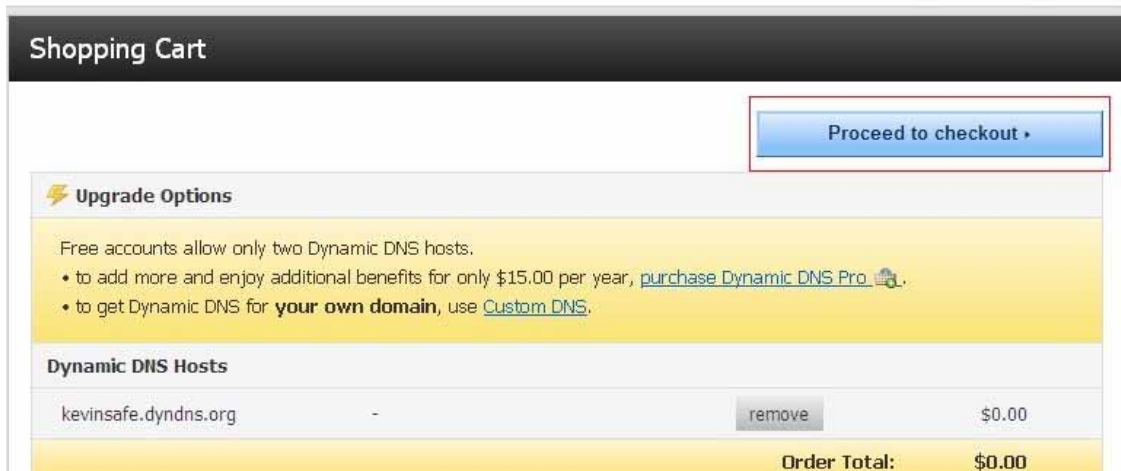 Shopping Cart
Proceed to checkout ▸
Upgrade Options
Free accounts allow only two Dynamic DNS hosts.
• to add more and enjoy additional benefits for only $15.00 per year, purchase Dynamic DNS Pro .
• to get Dynamic DNS for your own domain, use Custom DNS.
Dynamic DNS Hosts
kevinsafe.dyndns.org - remove $0.00
Order Total: $0.00